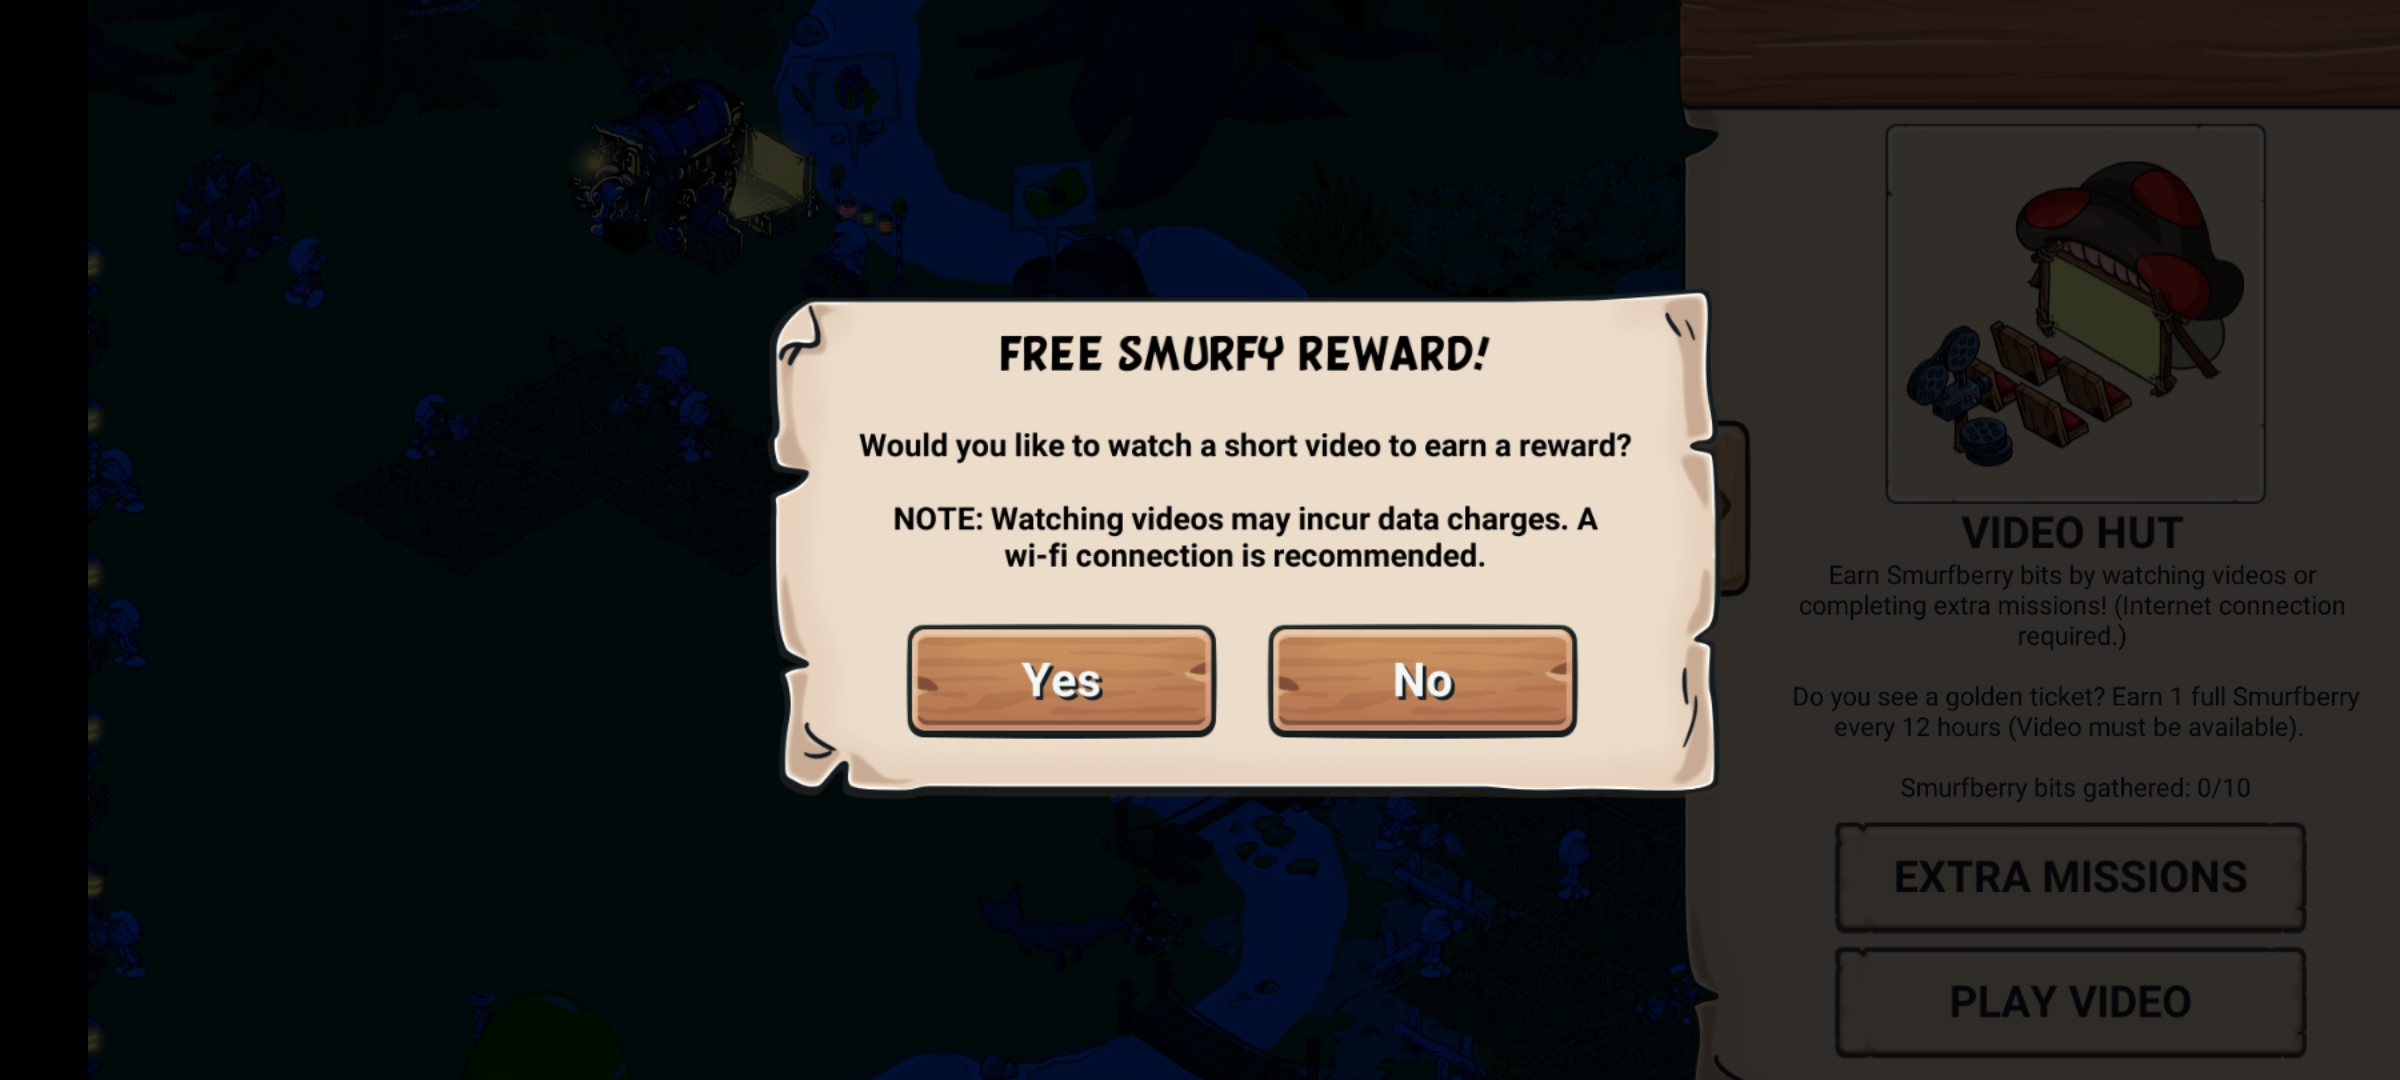 FREE SMURFY REWARD!
Would you like to watch a short video to earn a reward?
NOTE: Watching videos may incur data charges. A
wi-fi connection is recommended.
Yes
No
VIDEO HUT
Earn Smurfberry bits by watching videos or
completing extra missions! (Internet connection
required.)
Do you see a golden ticket? Earn 1 full Smurfberry
every 12 hours (Video must be available).
Smurfberry bits gathered: 0/10
EXTRA MISSIONS
PLAY VIDEO